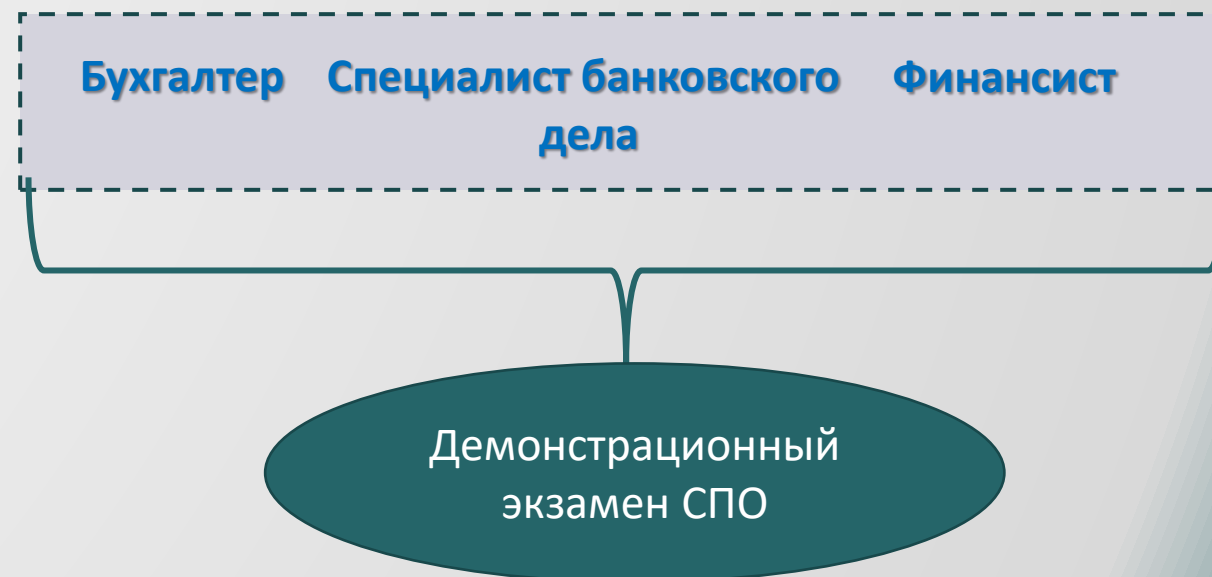 Бухгалтер Специалист банковского Финансист
дела
Демонстрационный
экзамен СПО